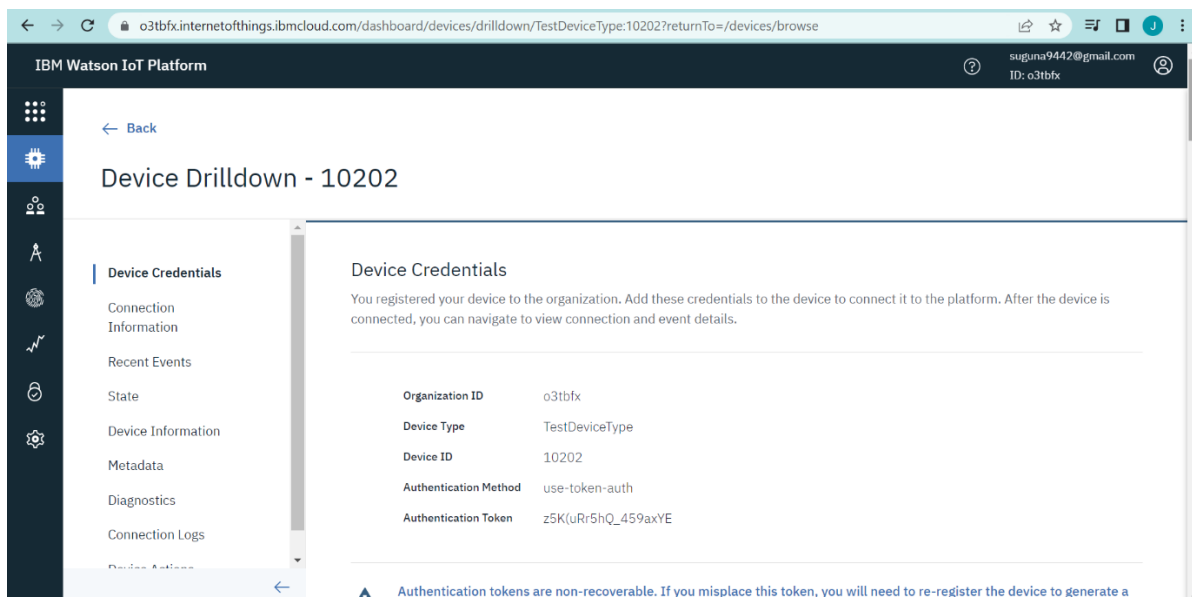 o3tbfx.internetofthings.ibmcloud.com/dashboard/devices/drilldown/TestDeviceType:10202?returnTo=/devices/browse
J
IBM Watson IoT Platform
suguna9442@gmail.com
ID: o3tbfx
Back
Device Drilldown - 10202
Device Credentials
Connection
Information
Recent Events
State
Device Information
Metadata
Diagnostics
Connection Logs
Device Actions
Device Credentials
You registered your device to the organization. Add these credentials to the device to connect it to the platform. After the device is
connected, you can navigate to view connection and event details.
Organization ID o3tbfx
Device Type TestDeviceType
Device ID 10202
Authentication Method use-token-auth
Authentication Token z5K(uRr5hQ_459axYE
Authentication tokens are non-recoverable. If you misplace this token, you will need to re-register the device to generate a